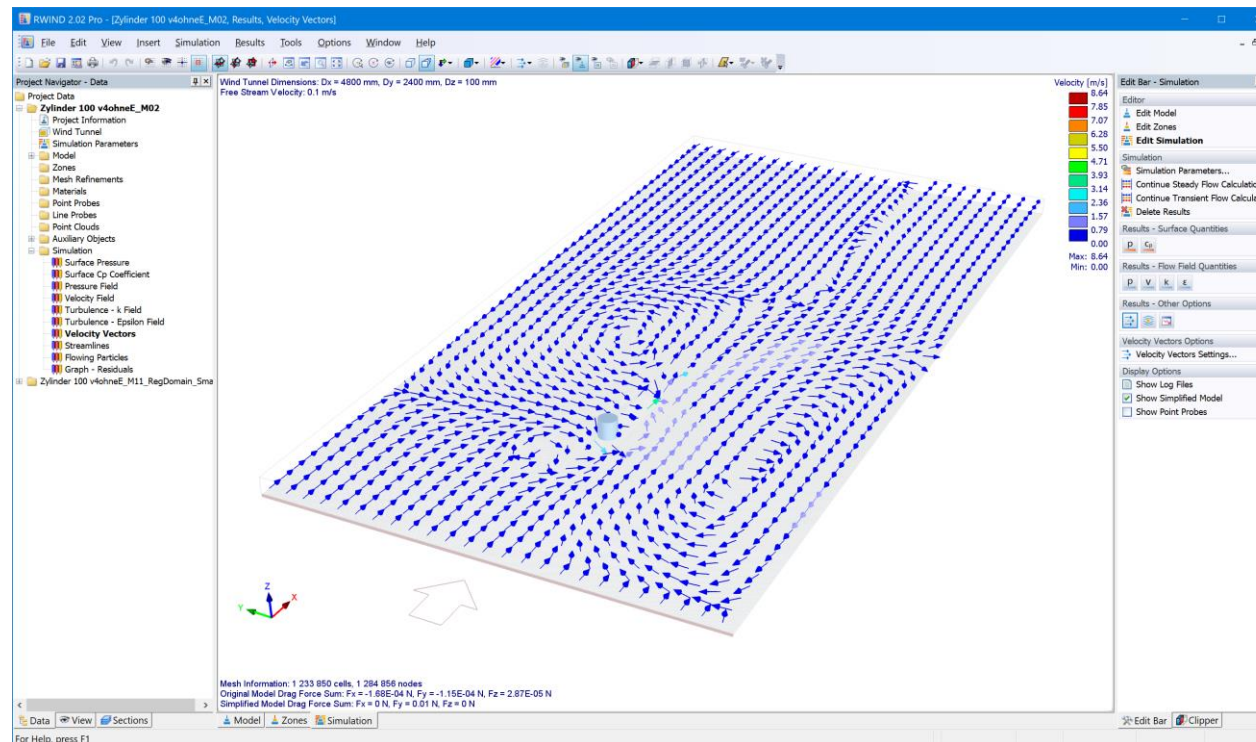 RWIND 2.02 Pro - [Zylinder 100 v4ohneE_M02, Results, Velocity Vectors]
File Edit View Insert Simulation Results Tools Options Window Help
Project Navigator - Data
Project Data
Zylinder 100 v4ohneE_M02
Project Information
Wind Tunnel
Simulation Parameters
Model
Zones
Mesh Refinements
Materials
Point Probes
Line Probes
Point Clouds
Auxiliary Objects
Simulation
Surface Pressure
Surface Cp Coefficient
Pressure Field
Velocity Field
Turbulence - k Field
Turbulence - Epsilon Field
Velocity Vectors
Streamlines
Flowing Particles
Graph - Residuals
Zylinder 100 v4ohneE_M11_RegDomain_Sma
Data View Sections
Wind Tunnel Dimensions: Dx = 4800 mm, Dy = 2400 mm, Dz = 100 mm
Free Stream Velocity: 0.1 m/s
Velocity [m/s]
8.64
7.85
7.07
6.28
5.50
4.71
3.93
3.14
2.36
1.57
0.79
0.00
Max: 8.64
Min: 0.00
Z
Y
X
Mesh Information: 1 233 850 cells, 1 284 856 nodes
Original Model Drag Force Sum: Fx = -1.68E-04 N, Fy = -1.15E-04 N, Fz = 2.87E-05 N
Simplified Model Drag Force Sum: Fx = 0 N, Fy = 0.01 N, Fz = 0 N
Model Zones Simulation
Edit Bar - Simulation
Editor
Edit Model
Edit Zones
Edit Simulation
Simulation
Simulation Parameters...
Continue Steady Flow Calculatio
Continue Transient Flow Calcula
Delete Results
Results - Surface Quantities
p cp
Results - Flow Field Quantities
p v k ε
Results - Other Options
Velocity Vectors Options
Velocity Vectors Settings...
Display Options
Show Log Files
Show Simplified Model
Show Point Probes
Edit Bar Clipper
For Help, press F1